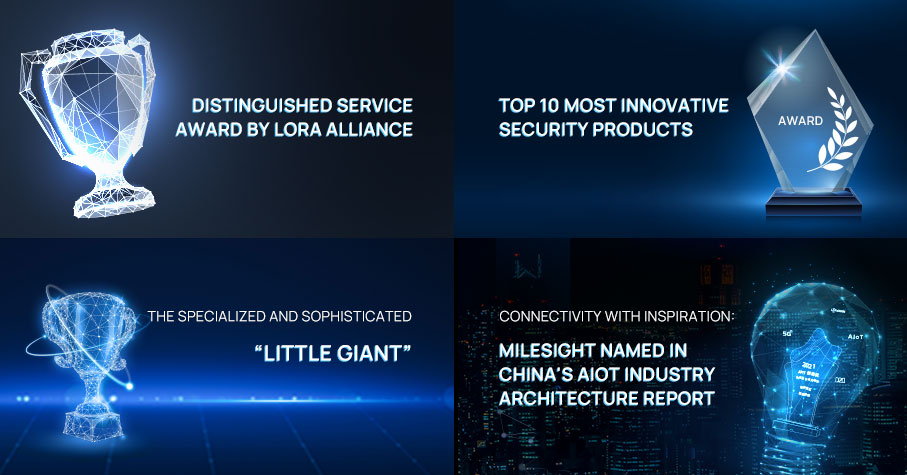 DISTINGUISHED SERVICE
AWARD BY LORA ALLIANCE
TOP 10 MOST INNOVATIVE
SECURITY PRODUCTS
AWARD
THE SPECIALIZED AND SOPHISTICATED
“LITTLE GIANT”
CONNECTIVITY WITH INSPIRATION:
MILESIGHT NAMED IN
CHINA'S AIOT INDUSTRY
ARCHITECTURE REPORT
5G
AIoT
2021